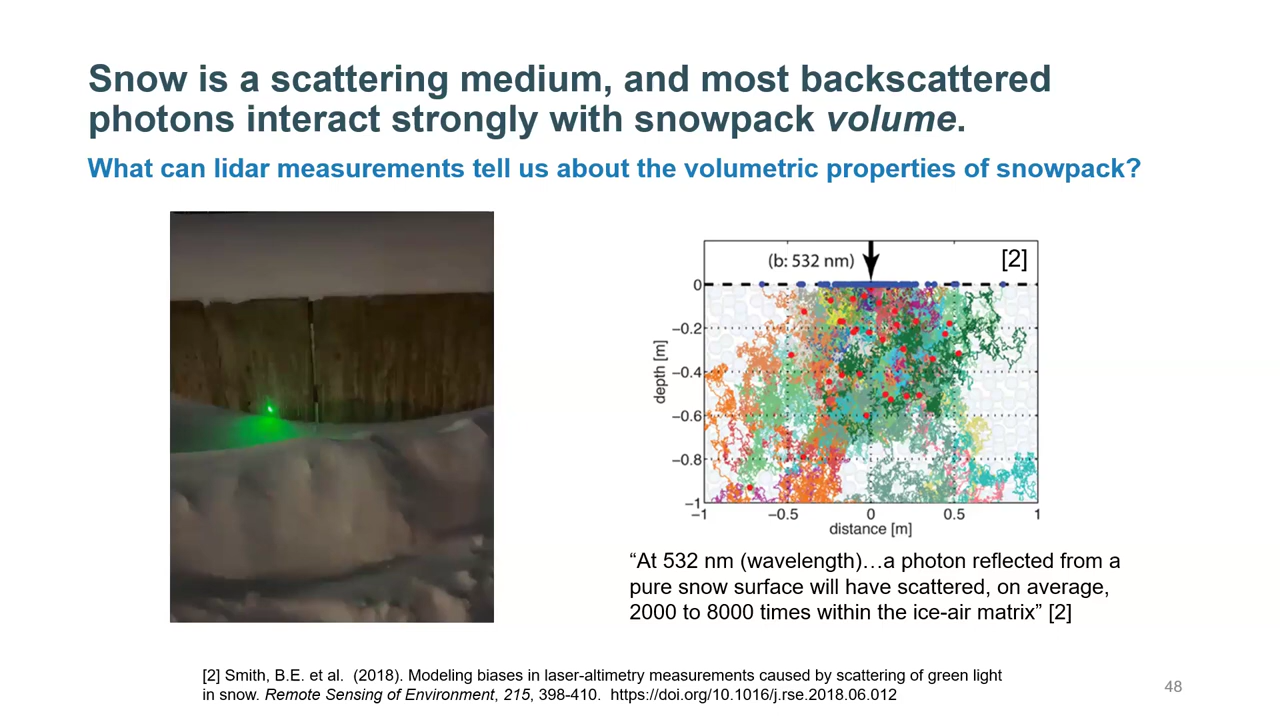 Snow is a scattering medium, and most backscattered
photons interact strongly with snowpack volume.
What can lidar measurements tell us about the volumetric properties of snowpack?
(b: 532 nm)
[2]
0
−0.2
−0.4
−0.6
−0.8
−1
depth [m]
−1
−0.5
0
0.5
1
distance [m]
“At 532 nm (wavelength)…a photon reflected from a
pure snow surface will have scattered, on average,
2000 to 8000 times within the ice-air matrix” [2]
[2] Smith, B.E. et al. (2018). Modeling biases in laser-altimetry measurements caused by scattering of green light
in snow. Remote Sensing of Environment, 215, 398-410. https://doi.org/10.1016/j.rse.2018.06.012
48